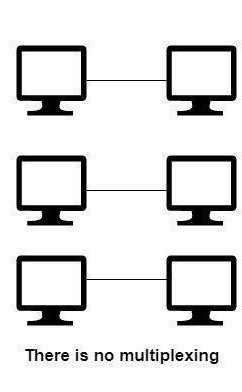 There is no multiplexing